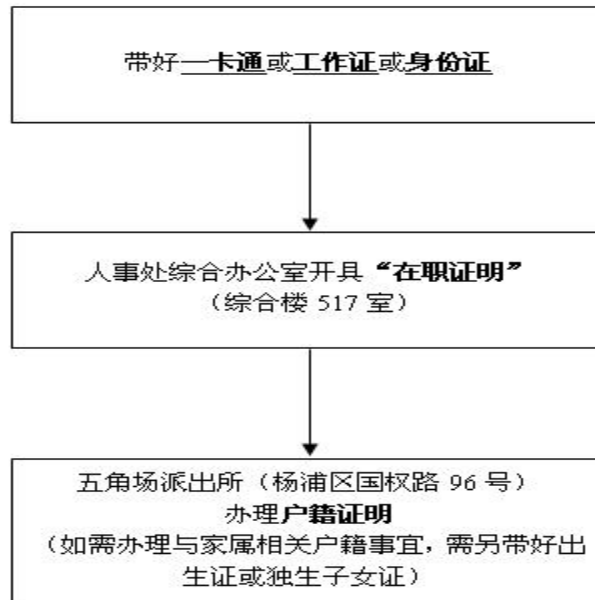 带好一卡通或工作证或身份证
人事处综合办公室开具“在职证明”
（综合楼 517 室）
五角场派出所（杨浦区国权路 96 号）
办理户籍证明
（如需办理与家属相关户籍事宜，需另带好出
生证或独生子女证）